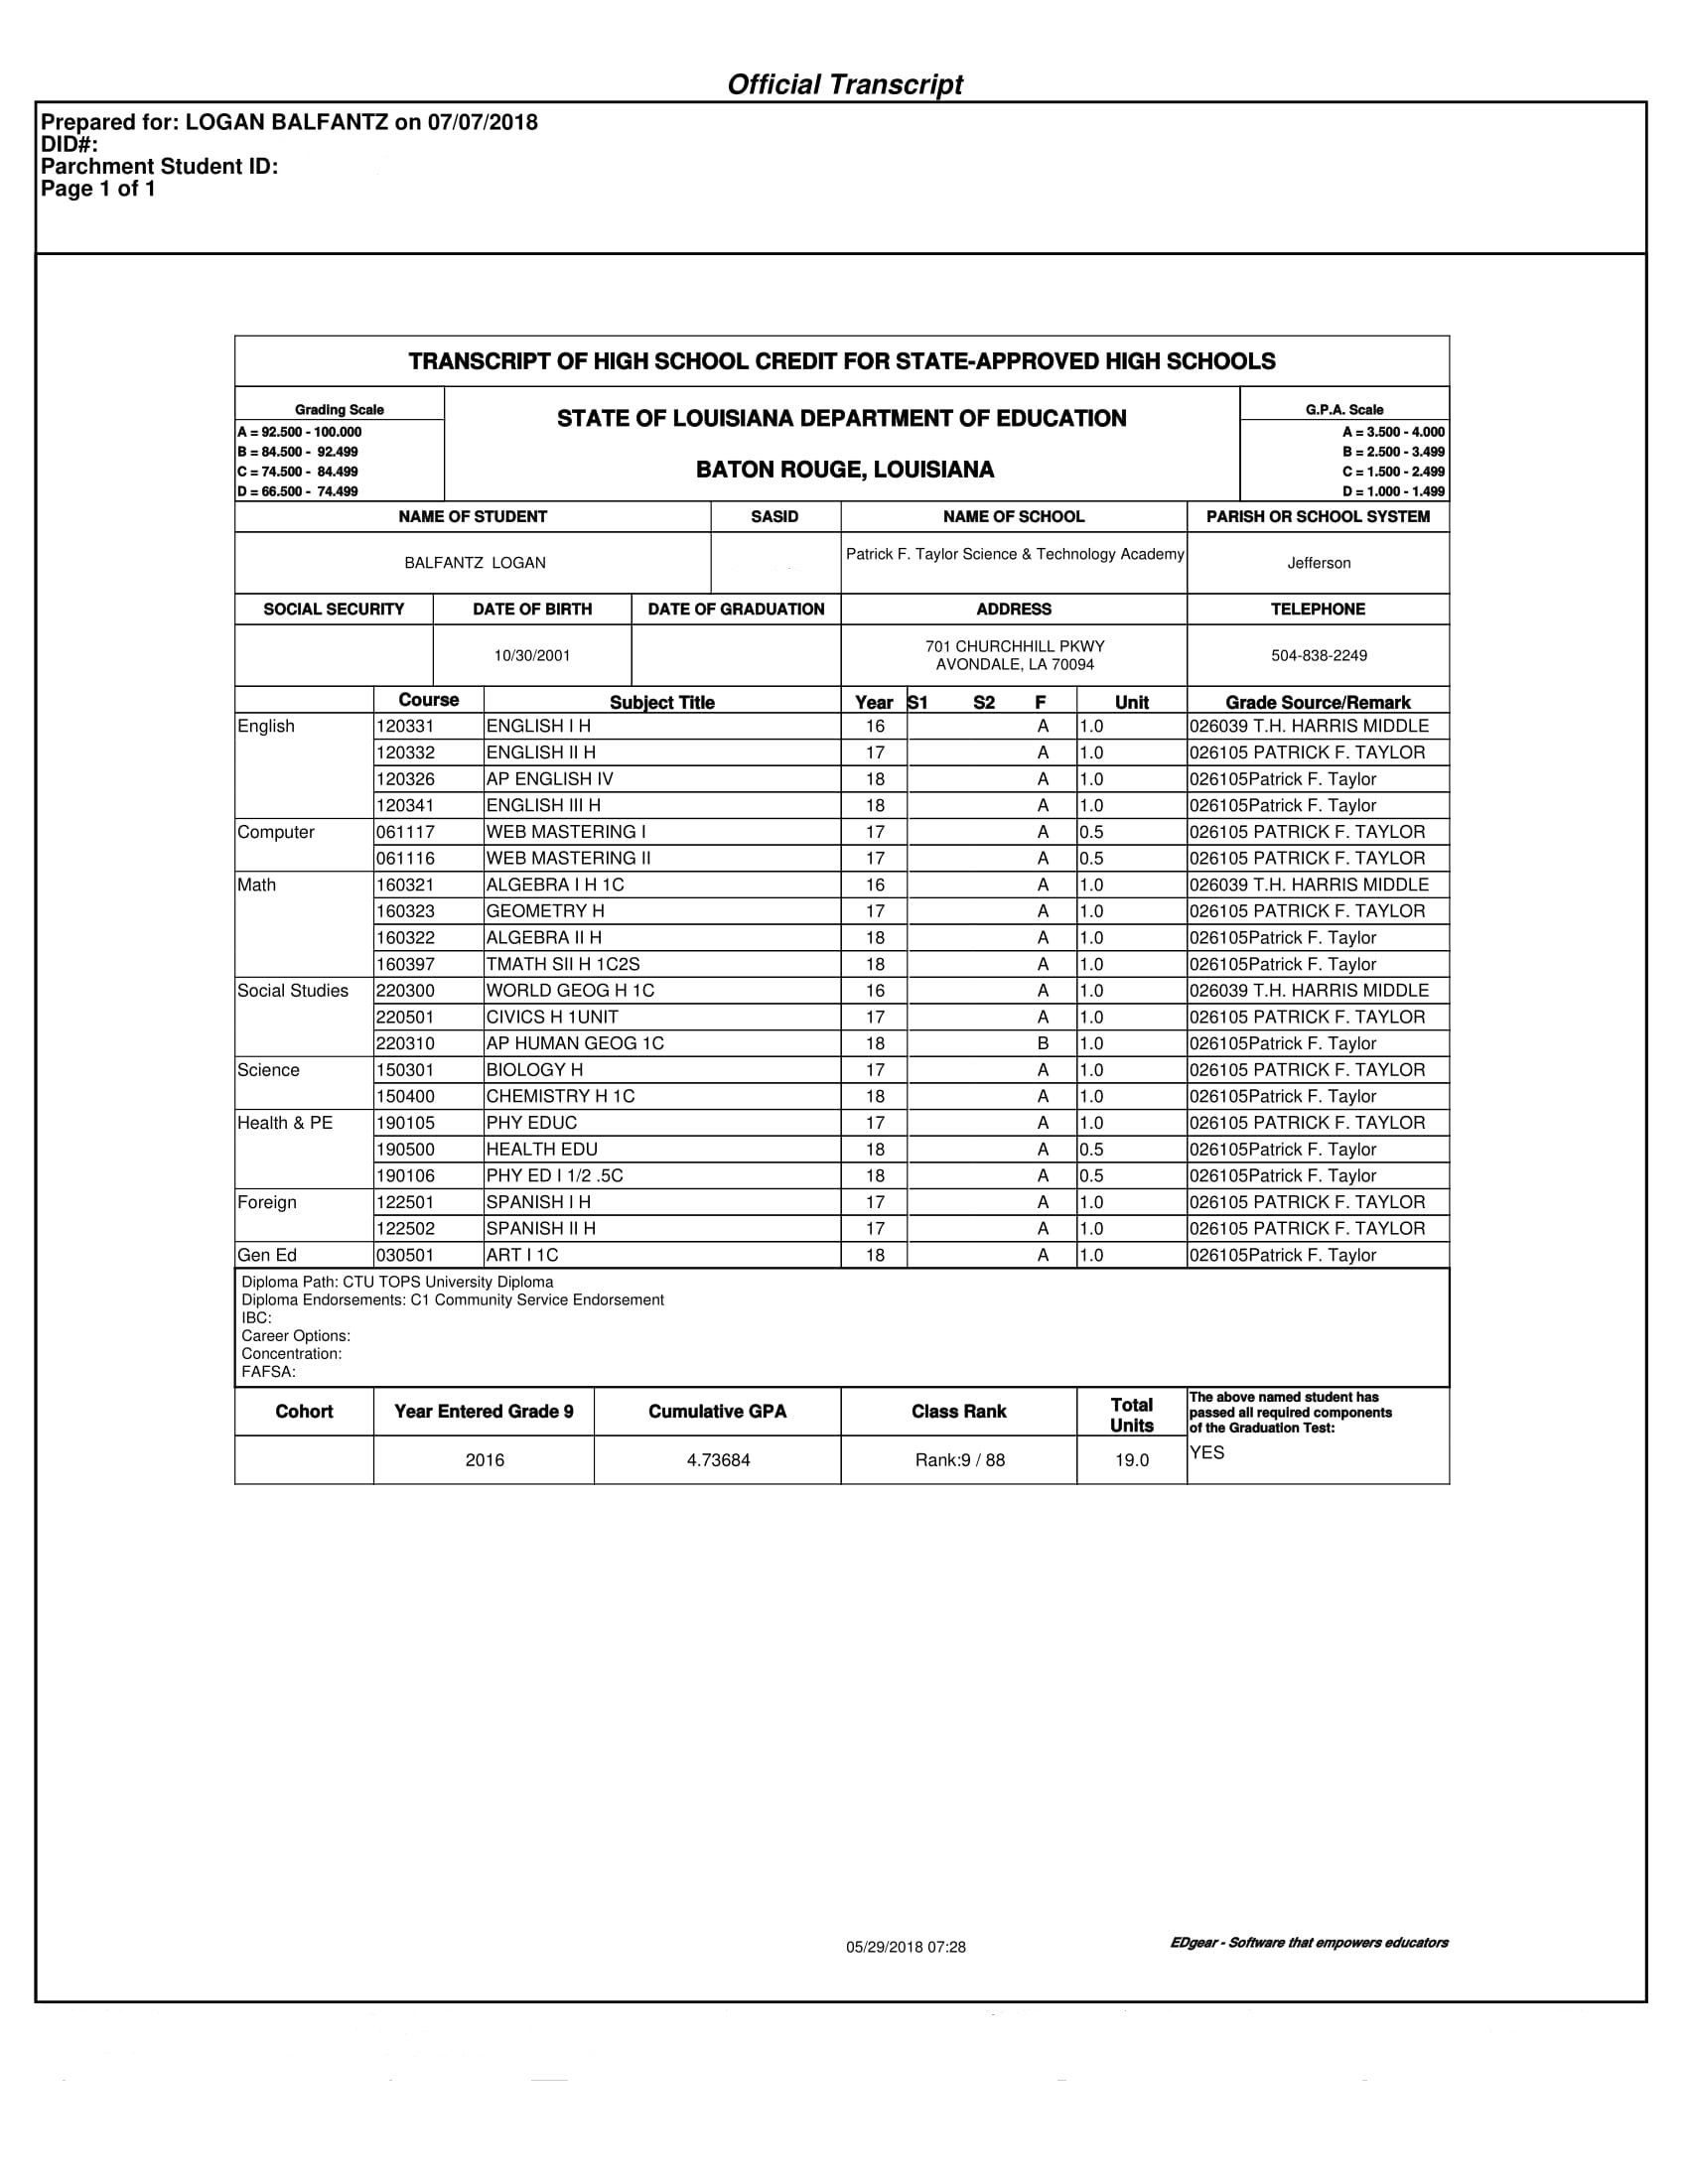 Official Transcript
Prepared for: LOGAN BALFANTZ on 07/07/2018
DID#:
Parchment Student ID:
Page 1 of 1
TRANSCRIPT OF HIGH SCHOOL CREDIT FOR STATE-APPROVED HIGH SCHOOLS
Grading Scale
A = 92.500 - 100.000
B = 84.500 - 92.499
C = 74.500 - 84.499
D = 66.500 - 74.499
STATE OF LOUISIANA DEPARTMENT OF EDUCATION
BATON ROUGE, LOUISIANA
G.P.A. Scale
A = 3.500 - 4.000
B = 2.500 - 3.499
C = 1.500 - 2.499
D = 1.000 - 1.499
NAME OF STUDENT SASID NAME OF SCHOOL PARISH OR SCHOOL SYSTEM
BALFANTZ LOGAN Patrick F. Taylor Science & Technology Academy Jefferson
SOCIAL SECURITY DATE OF BIRTH DATE OF GRADUATION ADDRESS TELEPHONE
10/30/2001 701 CHURCHHILL PKWY 504-838-2249
AVONDALE, LA 70094
Course Subject Title Year S1 S2 F Unit Grade Source/Remark
English 120331 ENGLISH I H 16 A 1.0 026039 T.H. HARRIS MIDDLE
120332 ENGLISH II H 17 A 1.0 026105 PATRICK F. TAYLOR
120326 AP ENGLISH IV 18 A 1.0 026105Patrick F. Taylor
120341 ENGLISH III H 18 A 1.0 026105Patrick F. Taylor
Computer 061117 WEB MASTERING I 17 A 0.5 026105 PATRICK F. TAYLOR
061116 WEB MASTERING II 17 A 0.5 026105 PATRICK F. TAYLOR
Math 160321 ALGEBRA I H 1C 16 A 1.0 026039 T.H. HARRIS MIDDLE
160323 GEOMETRY H 17 A 1.0 026105 PATRICK F. TAYLOR
160322 ALGEBRA II H 18 A 1.0 026105Patrick F. Taylor
160397 TMATH SII H 1C2S 18 A 1.0 026105Patrick F. Taylor
Social Studies 220300 WORLD GEOG H 1C 16 A 1.0 026039 T.H. HARRIS MIDDLE
220501 CIVICS H 1UNIT 17 A 1.0 026105 PATRICK F. TAYLOR
220310 AP HUMAN GEOG 1C 18 B 1.0 026105Patrick F. Taylor
Science 150301 BIOLOGY H 17 A 1.0 026105 PATRICK F. TAYLOR
150400 CHEMISTRY H 1C 18 A 1.0 026105Patrick F. Taylor
Health & PE 190105 PHY EDUC 17 A 1.0 026105 PATRICK F. TAYLOR
190500 HEALTH EDU 18 A 0.5 026105Patrick F. Taylor
190106 PHY ED I 1/2 .5C 18 A 0.5 026105Patrick F. Taylor
Foreign 122501 SPANISH I H 17 A 1.0 026105 PATRICK F. TAYLOR
122502 SPANISH II H 17 A 1.0 026105 PATRICK F. TAYLOR
Gen Ed 030501 ART I 1C 18 A 1.0 026105Patrick F. Taylor
Diploma Path: CTU TOPS University Diploma
Diploma Endorsements: C1 Community Service Endorsement
IBC:
Career Options:
Concentration:
FAFSA:
Cohort Year Entered Grade 9 Cumulative GPA Class Rank Total Units
The above named student has
passed all required components
of the Graduation Test:
YES
2016 4.73684 Rank:9 / 88 19.0
05/29/2018 07:28 EDgear - Software that empowers educators